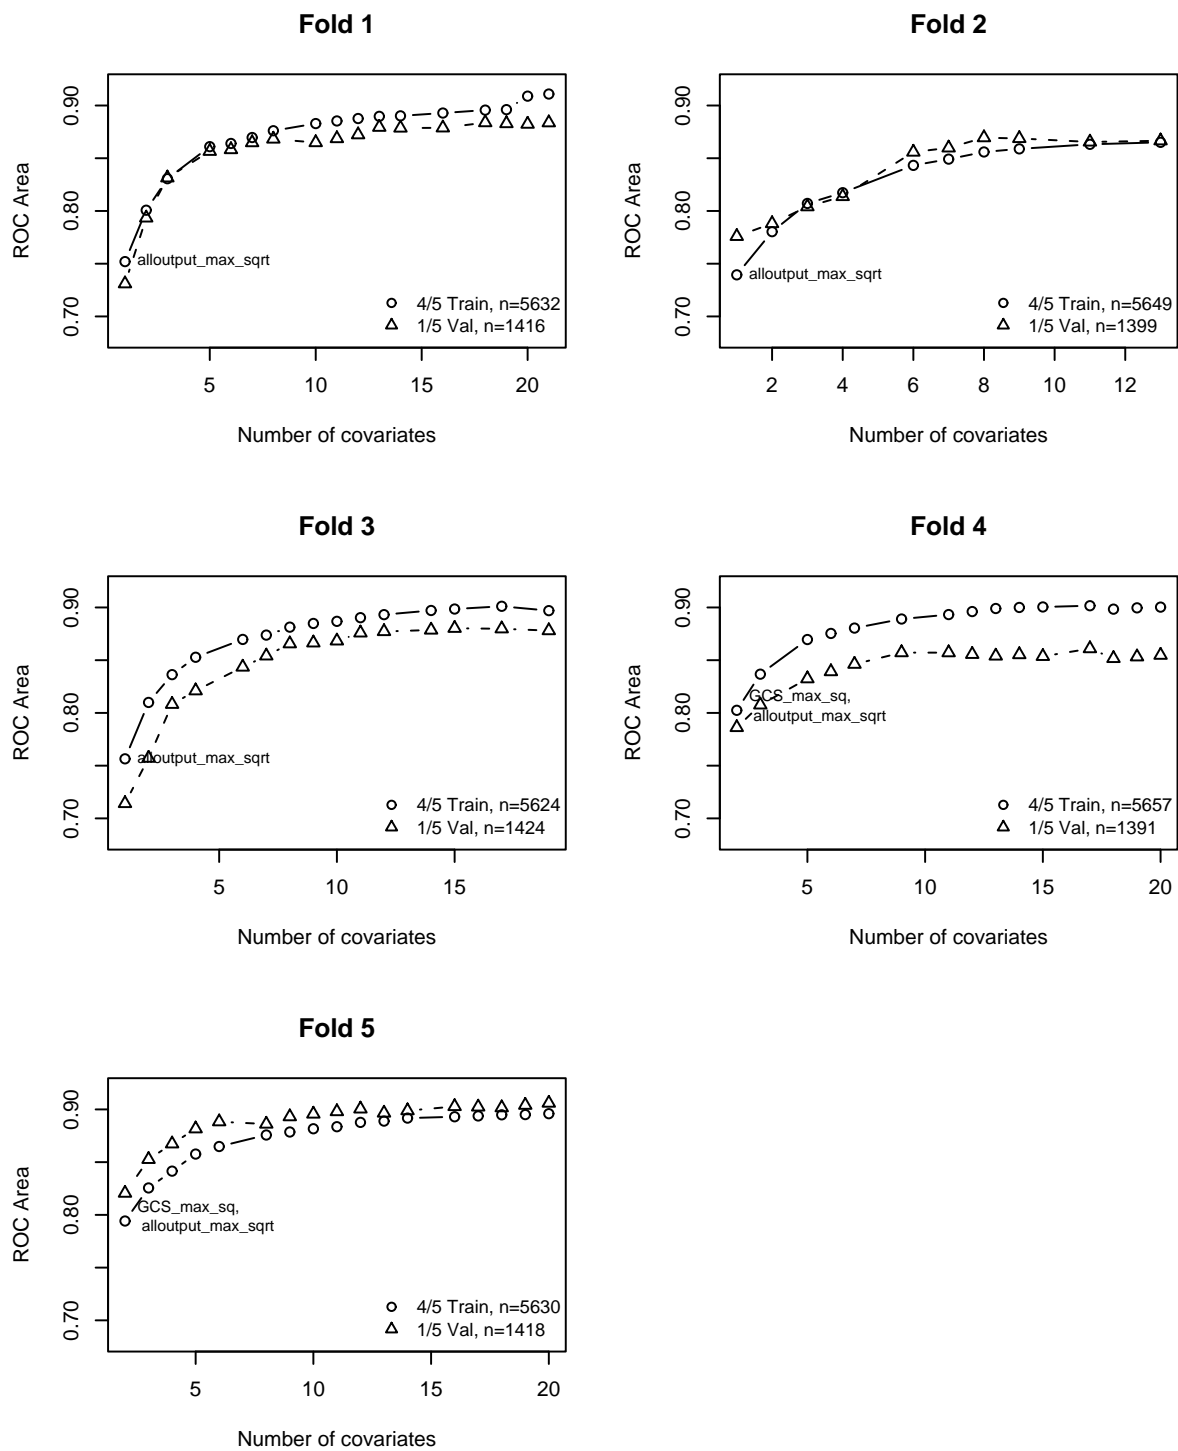 Fold 1
ROC Area
0.90
0.80
0.70
alloutput_max_sqrt
4/5 Train, n=5632
1/5 Val, n=1416
5 10 15 20
Number of covariates
Fold 2
ROC Area
0.90
0.80
0.70
alloutput_max_sqrt
4/5 Train, n=5649
1/5 Val, n=1399
2 4 6 8 10 12
Number of covariates
Fold 3
ROC Area
0.90
0.80
0.70
alloutput_max_sqrt
4/5 Train, n=5624
1/5 Val, n=1424
5 10 15
Number of covariates
Fold 4
ROC Area
0.90
0.80
0.70
GCS_max_sq,
alloutput_max_sqrt
4/5 Train, n=5657
1/5 Val, n=1391
5 10 15 20
Number of covariates
Fold 5
ROC Area
0.90
0.80
0.70
GCS_max_sq,
alloutput_max_sqrt
4/5 Train, n=5630
1/5 Val, n=1418
5 10 15 20
Number of covariates